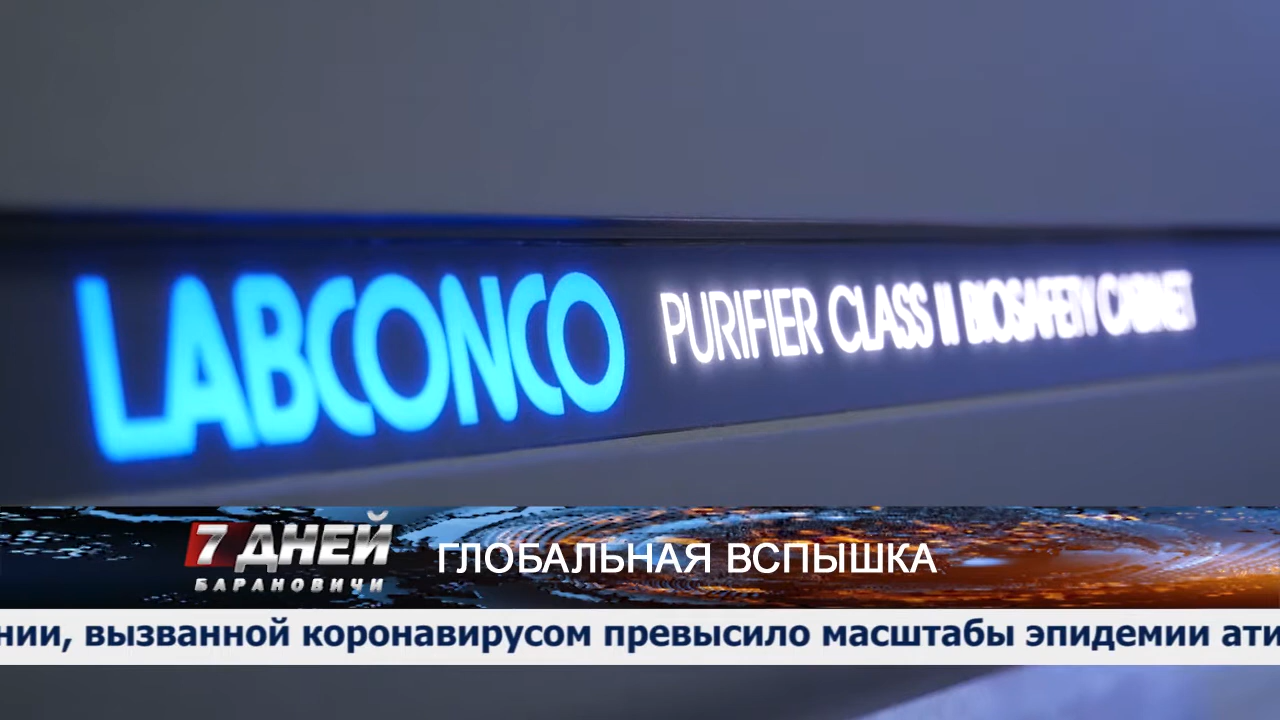 LABCONCO PURIFIER CLASS II BIOSAFETY CABINET
7 ДНЕЙ
БАРАНОВИЧИ
ГЛОБАЛЬНАЯ ВСПЫШКА
нии, вызванной коронавирусом превысило масштабы эпидемии ати